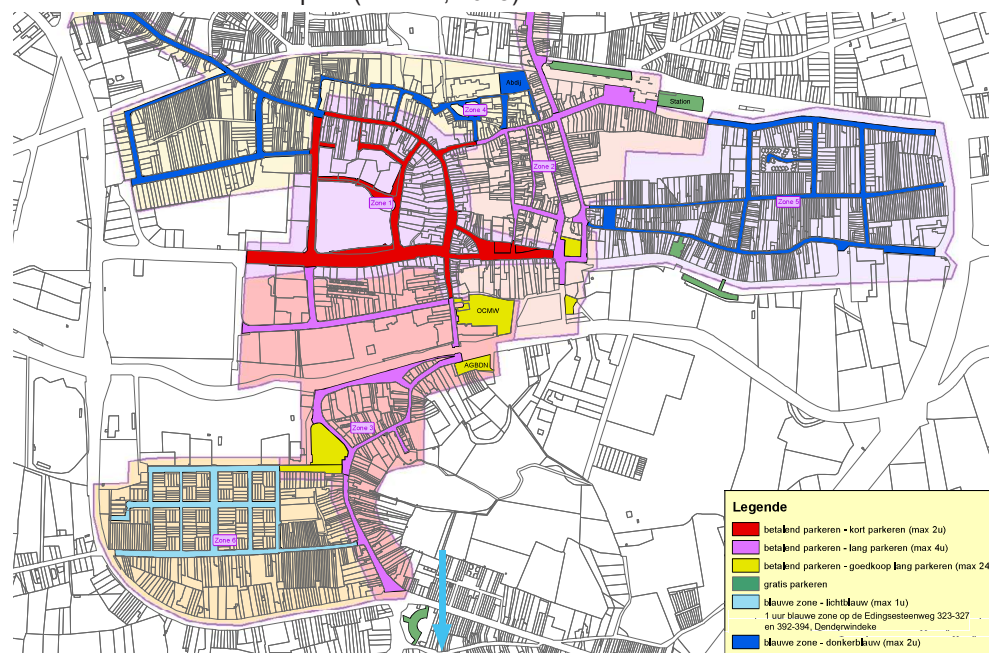 Abdij
Station
Zone 4
Zone 2
Zone 1
Zone 5
OCMW
AGBDN
Zone 3
Zone 6
Legende
betalend parkeren - kort parkeren (max 2u)
betalend parkeren - lang parkeren (max 4u)
betalend parkeren - goedkoop lang parkeren (max 24
gratis parkeren
blauwe zone - lichtblauw (max 1u)
1 uur blauwe zone op de Edingsesteenweg 323-327
en 392-394, Denderwindeke
blauwe zone - donkerblauw (max 2u)